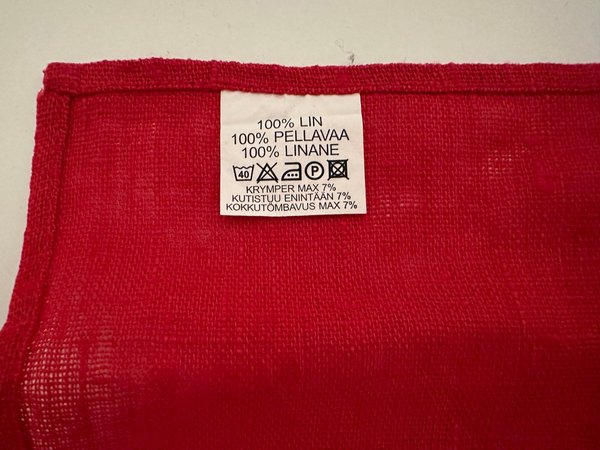 100% LIN
100% PELLAVAA
100% LINANE
40 P
KRYMPER MAX 7%
KUTISTUU ENINTÄÄN 7%
KOKKUTÕMBAVUS MAX 7%